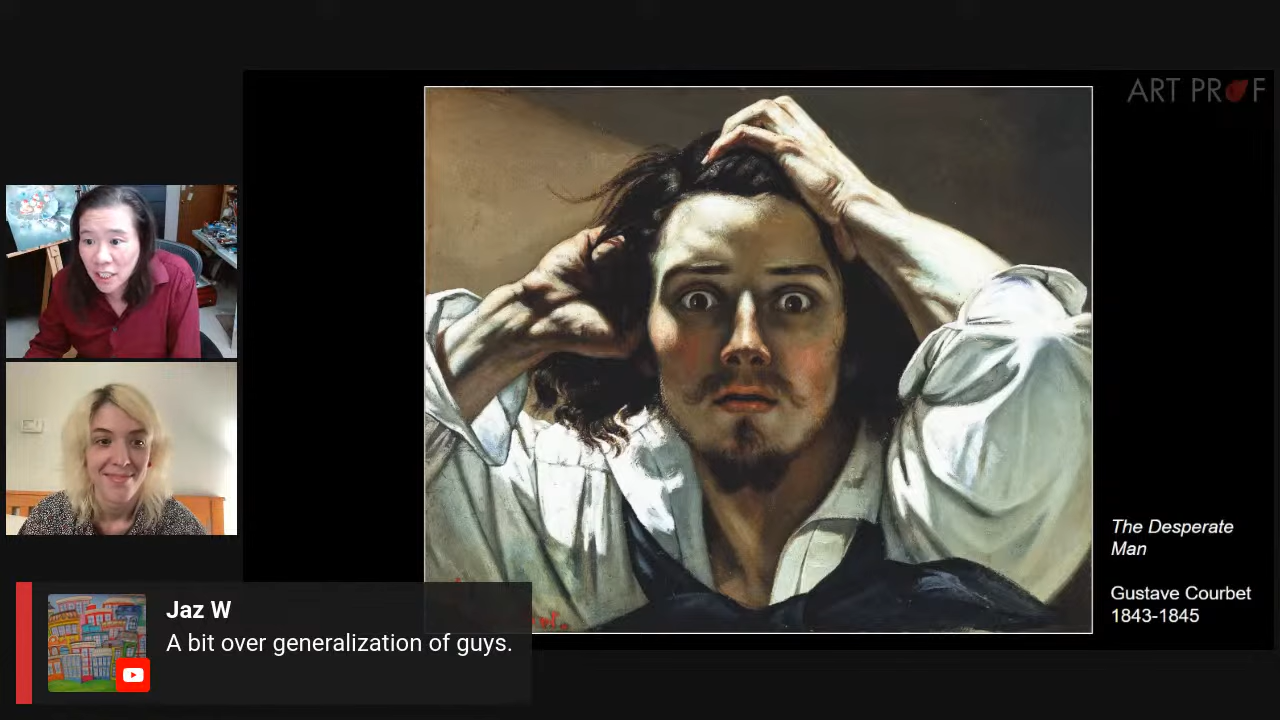 ART PROF
The Desperate
Man
Gustave Courbet
1843-1845
Jaz W
A bit over generalization of guys.